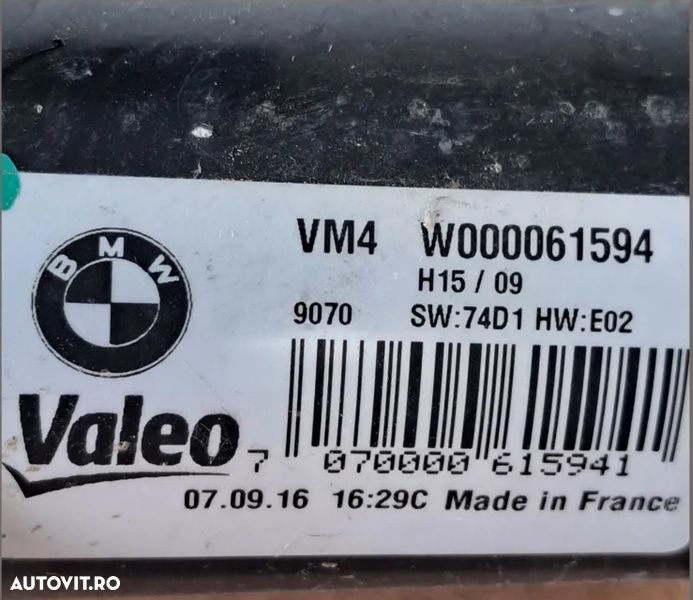 BMW
VM4 W000061594
H15 / 09
9070 SW:74D1 HW:E02
Valeo
7 070000 615941
07.09.16 16:29C Made in France
AUTOVIT.RO